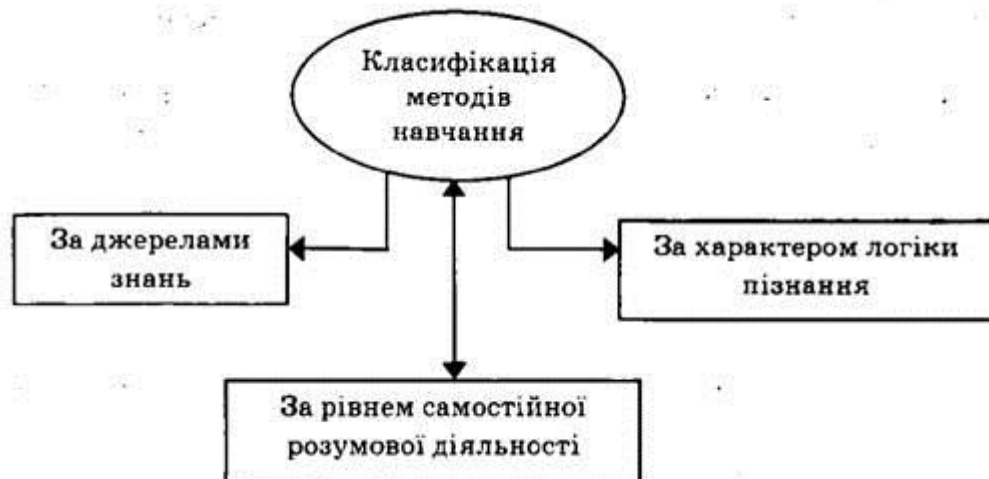 Класифікація
методів
навчання
За джерелами
знань
За характером логіки
пізнання
За рівнем самостійної
розумової діяльності